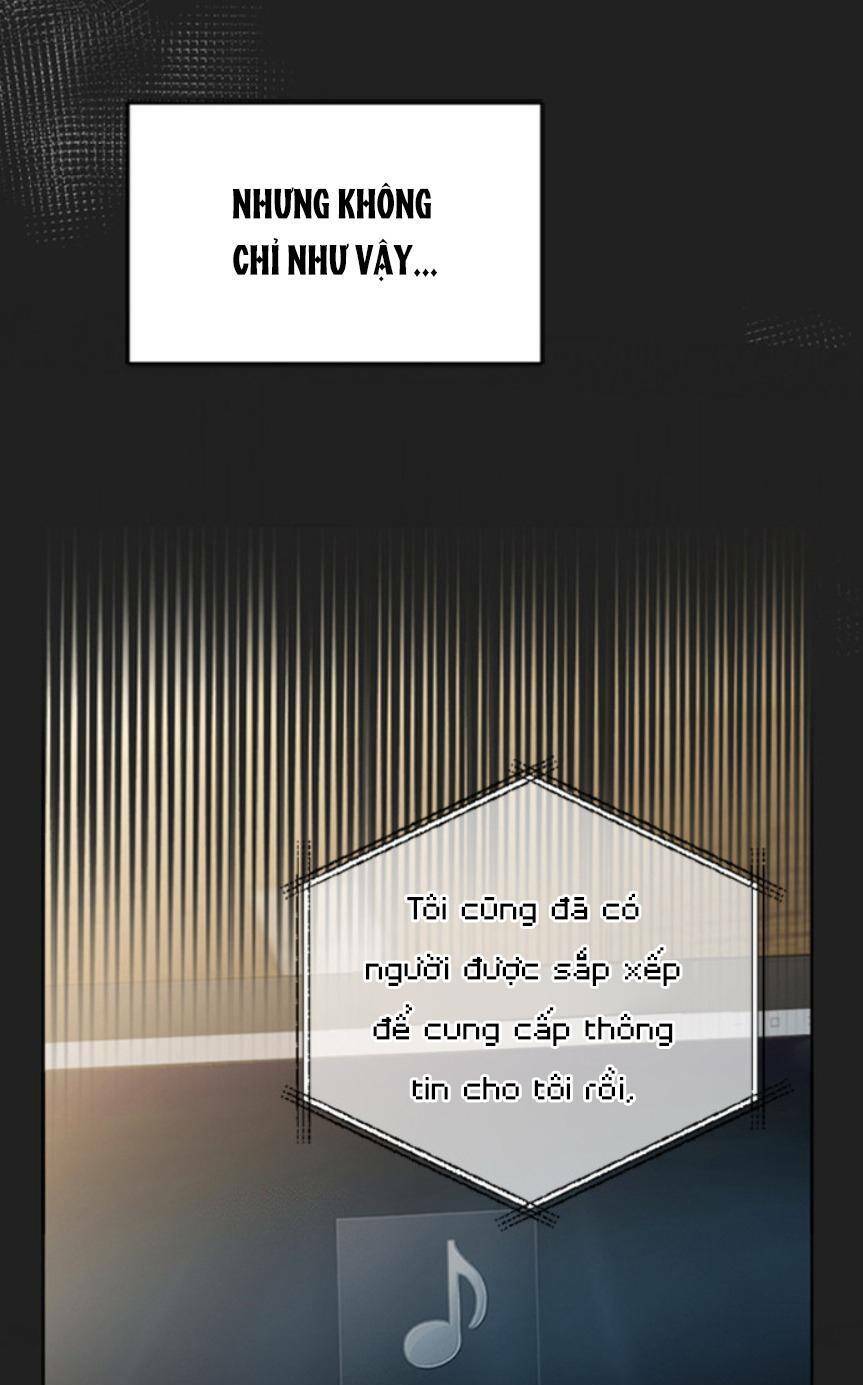 NHƯNG KHÔNG
CHỈ NHƯ VẬY...
Tôi cũng đã có
người được sắp xếp
để cung cấp thông
tin cho tôi rồi.